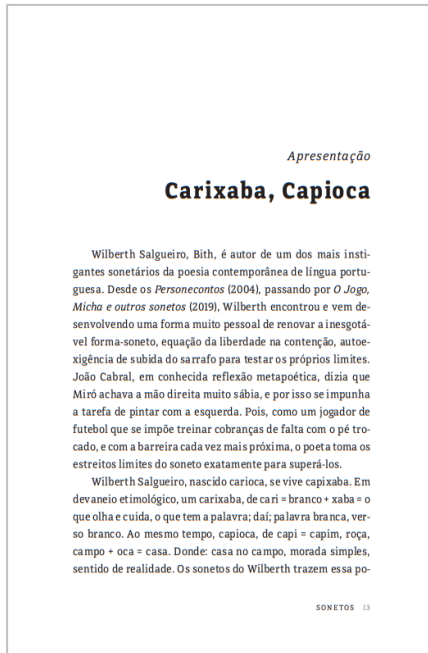 Apresentação
Carixaba, Capioca
Wilberth Salgueiro, Bith, é autor de um dos mais insti-
gantes sonetários da poesia contemporânea de língua portu-
guesa. Desde os Personecontos (2004), passando por O Jogo,
Micha e outros sonetos (2019), Wilberth encontrou e vem de-
senvolvendo uma forma muito pessoal de renovar a inesgotá-
vel forma-soneto, equação da liberdade na contenção, autoe-
xigência de subida do sarrafo para testar os próprios limites.
João Cabral, em conhecida reflexão metapoética, dizia que
Miró achava a mão direita muito sábia, e por isso se impunha
a tarefa de pintar com a esquerda. Pois, como um jogador de
futebol que se impõe treinar cobranças de falta com o pé tro-
cado, e com a barreira cada vez mais próxima, o poeta toma os
estreitos limites do soneto exatamente para superá-los.
Wilberth Salgueiro, nascido carioca, se vive capixaba. Em
devaneio etimológico, um carixaba, de cari = branco + xaba = o
que olha e cuida, o que tem a palavra; daí; palavra branca, ver-
so branco. Ao mesmo tempo, capioca, de capi = capim, roça,
campo + oca = casa. Donde: casa no campo, morada simples,
sentido de realidade. Os sonetos do Wilberth trazem essa po-
SONETOS 13